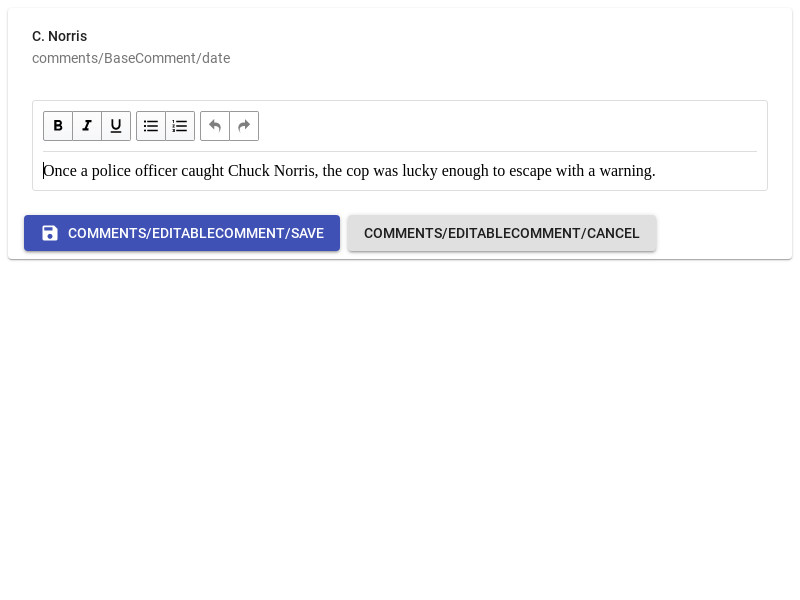 C. Norris
comments/BaseComment/date
B I U
Once a police officer caught Chuck Norris, the cop was lucky enough to escape with a warning.
COMMENTS/EDITABLECOMMENT/SAVE COMMENTS/EDITABLECOMMENT/CANCEL